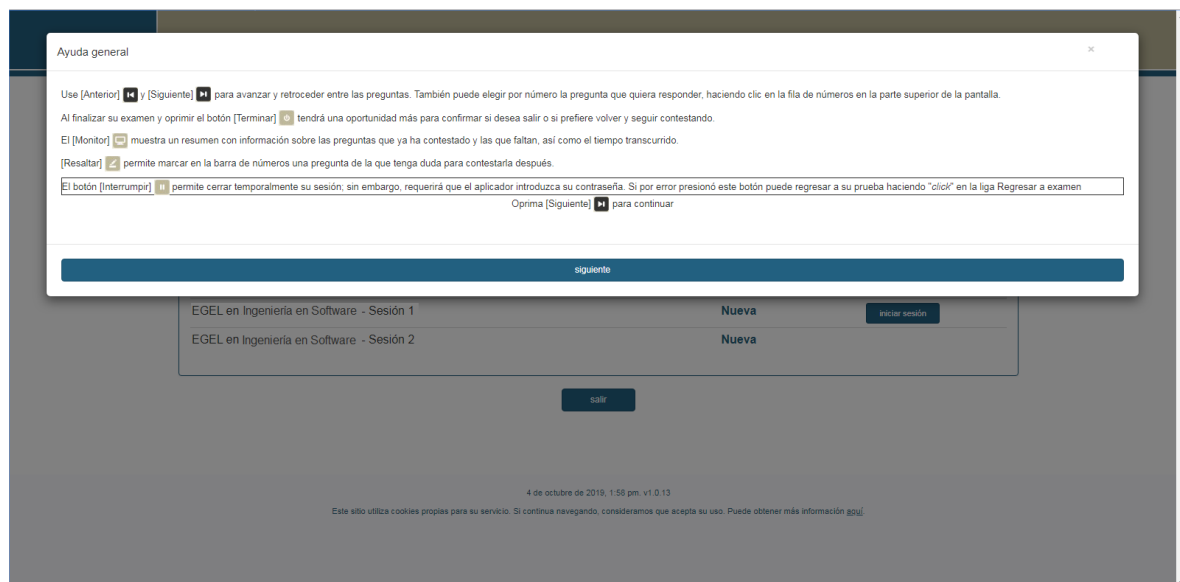 Ayuda general
×
Use [Anterior] y [Siguiente] para avanzar y retroceder entre las preguntas. También puede elegir por número la pregunta que quiera responder, haciendo clic en la fila de números en la parte superior de la pantalla.
Al finalizar su examen y oprimir el botón [Terminar] tendrá una oportunidad más para confirmar si desea salir o si prefiere volver y seguir contestando.
El [Monitor] muestra un resumen con información sobre las preguntas que ya ha contestado y las que faltan, así como el tiempo transcurrido.
[Resaltar] permite marcar en la barra de números una pregunta de la que tenga duda para contestarla después.
El botón [Interrumpir] permite cerrar temporalmente su sesión; sin embargo, requerirá que el aplicador introduzca su contraseña. Si por error presionó este botón puede regresar a su prueba haciendo "click" en la liga Regresar a examen
Oprima [Siguiente] para continuar
siguiente
EGEL en Ingeniería en Software - Sesión 1 Nueva iniciar sesión
EGEL en Ingeniería en Software - Sesión 2 Nueva
salir
4 de octubre de 2019, 1:56 pm. v1.0.13
Este sitio utiliza cookies propias para su servicio. Si continua navegando, consideramos que acepta su uso. Puede obtener más información aquí.